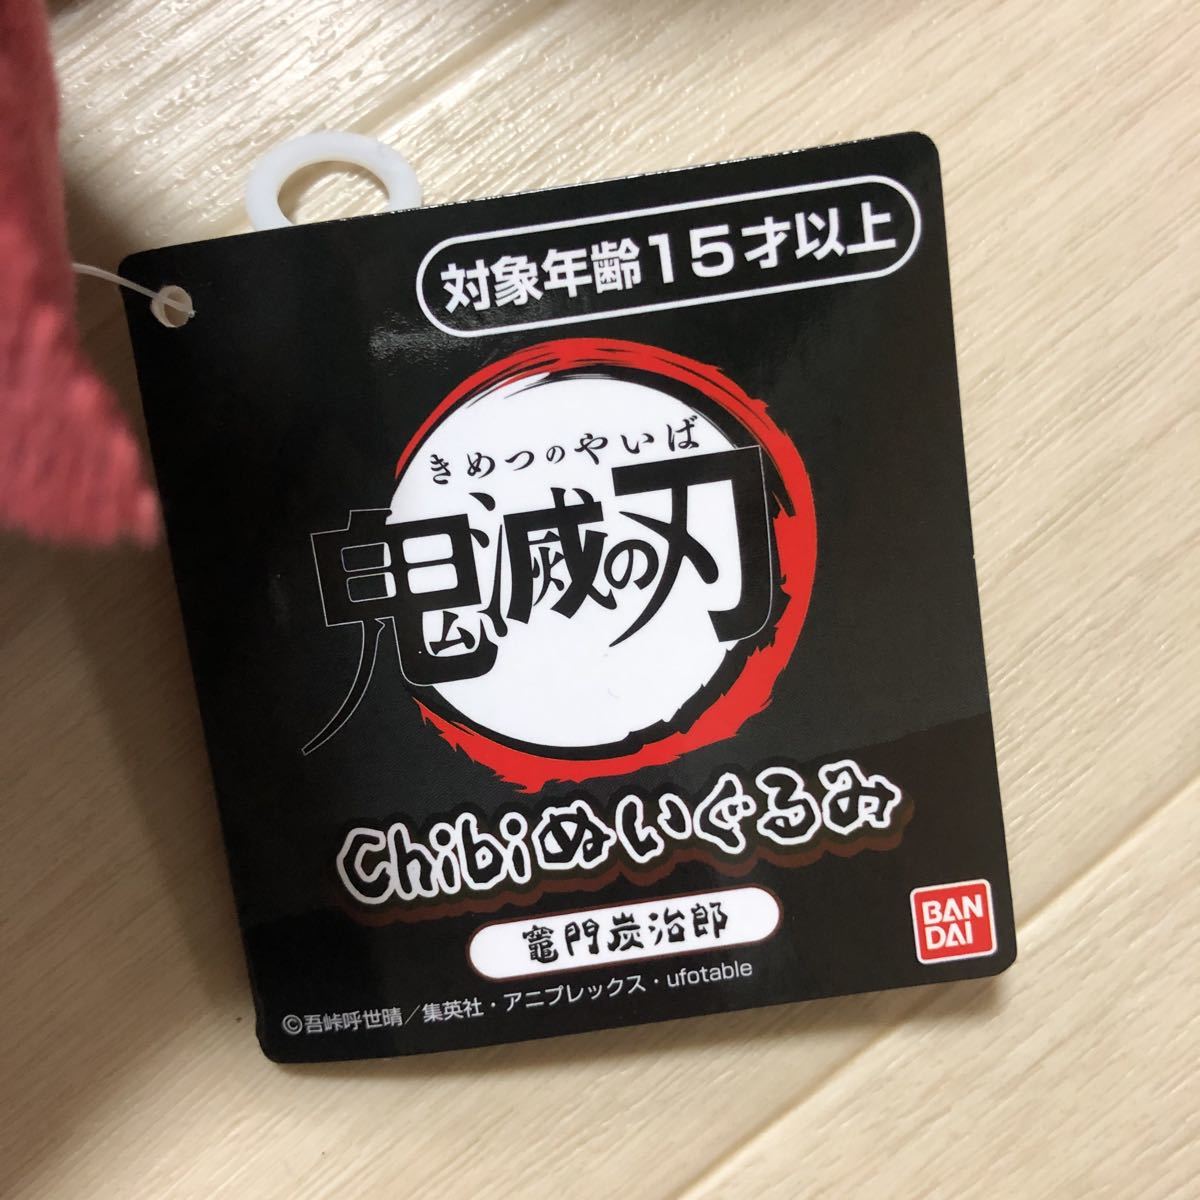 対象年齢15才以上
きめつのやいば
鬼滅の刃
Chibiぬいぐるみ
竈門炭治郎
BAN
DAI
©吾峠呼世晴／集英社・アニプレックス・ufotable